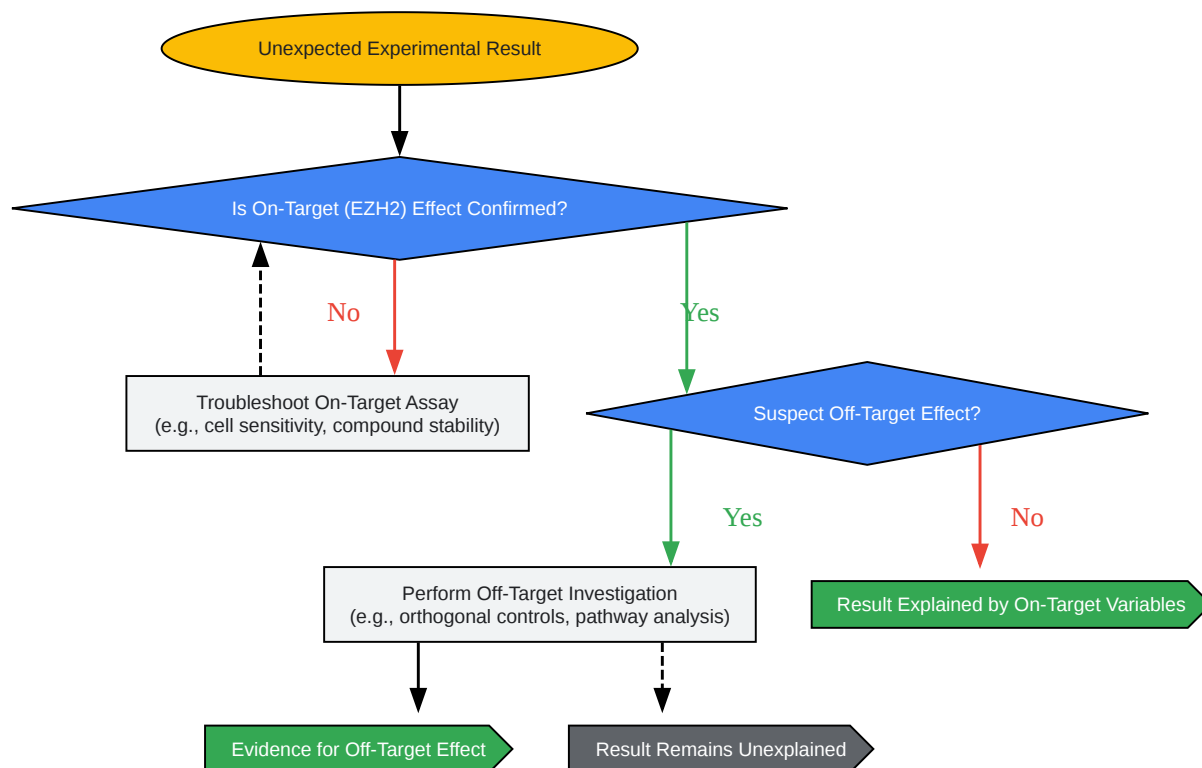 Unexpected Experimental Result
Is On-Target (EZH2) Effect Confirmed?
No
Yes
Troubleshoot On-Target Assay
(e.g., cell sensitivity, compound stability)
Suspect Off-Target Effect?
Yes
No
Perform Off-Target Investigation
(e.g., orthogonal controls, pathway analysis)
Result Explained by On-Target Variables
Evidence for Off-Target Effect
Result Remains Unexplained